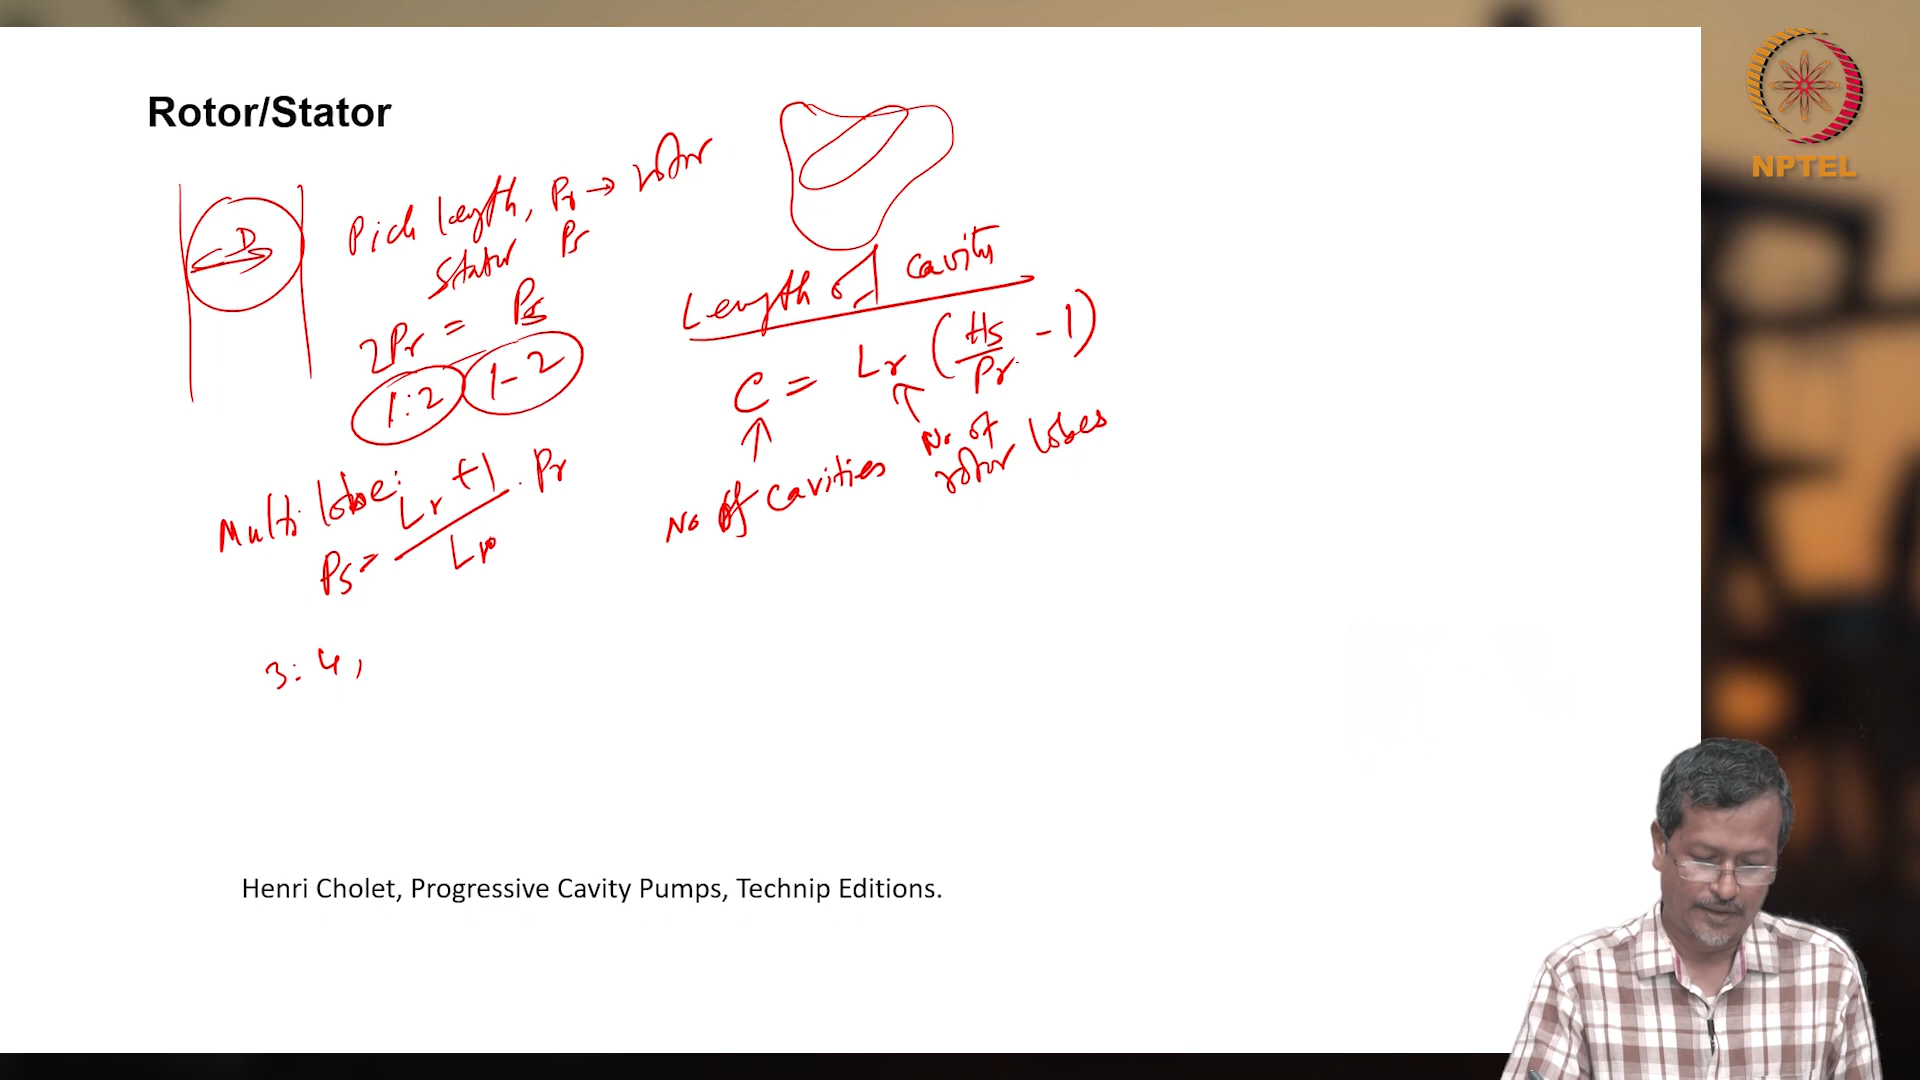 Rotor/Stator
NPTEL
D
Pich length, Pr → rotor
Stator Ps
2Pr = Ps
1:2 1-2
Multi lobe:
Ps = Lr +1 / Lr . Pr
3:4,
Length of cavity
C = Lr (Hs/Pr - 1)
No of cavities
No of
rotor lobes
Henri Cholet, Progressive Cavity Pumps, Technip Editions.